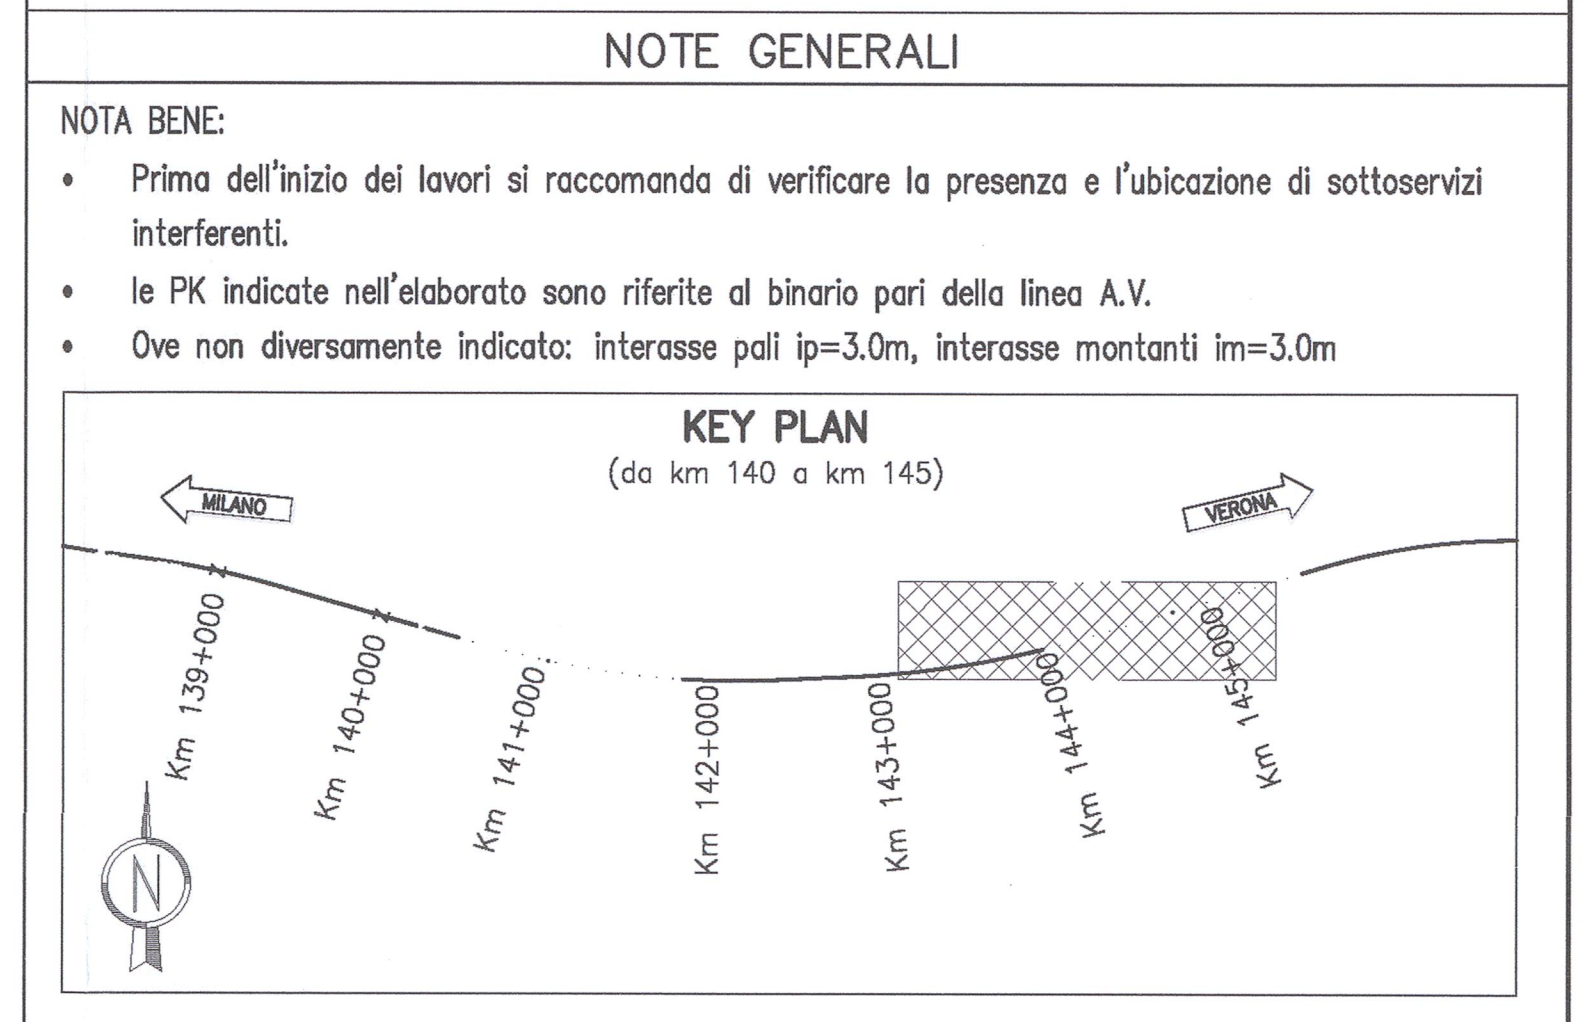 NOTE GENERALI
NOTA BENE:
• Prima dell'inizio dei lavori si raccomanda di verificare la presenza e l'ubicazione di sottoservizi
interferenti.
• le PK indicate nell'elaborato sono riferite al binario pari della linea A.V.
• Ove non diversamente indicato: interasse pali ip=3.0m, interasse montanti im=3.0m
KEY PLAN
(da km 140 a km 145)
MILANO
VERONA
Km 139+000
Km 140+000
Km 141+000
Km 142+000
Km 143+000
Km 144+000
Km 145+000
N